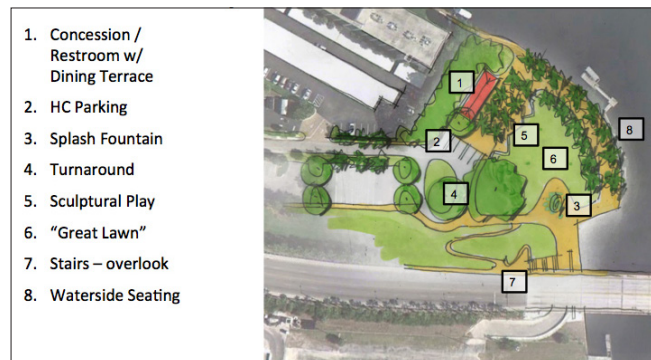 1. Concession /
Restroom w/
Dining Terrace
2. HC Parking
3. Splash Fountain
4. Turnaround
5. Sculptural Play
6. “Great Lawn”
7. Stairs – overlook
8. Waterside Seating
1
2
5
8
6
4
3
7